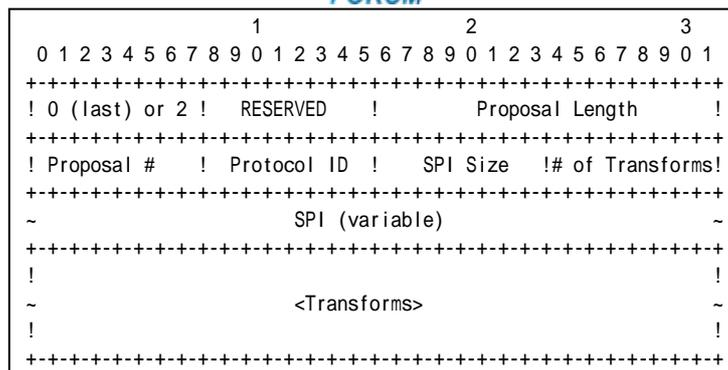 FORUM
1 2 3
0 1 2 3 4 5 6 7 8 9 0 1 2 3 4 5 6 7 8 9 0 1 2 3 4 5 6 7 8 9 0 1
+-+-+-+-+-+-+-+-+-+-+-+-+-+-+-+-+-+-+-+-+-+-+-+-+-+-+-+-+-+-+-+-+
! 0 (last) or 2 ! RESERVED ! Proposal Length !
+-+-+-+-+-+-+-+-+-+-+-+-+-+-+-+-+-+-+-+-+-+-+-+-+-+-+-+-+-+-+-+-+
! Proposal # ! Protocol ID ! SPI Size !# of Transforms!
+-+-+-+-+-+-+-+-+-+-+-+-+-+-+-+-+-+-+-+-+-+-+-+-+-+-+-+-+-+-+-+-+
~ SPI (variable) ~
+-+-+-+-+-+-+-+-+-+-+-+-+-+-+-+-+-+-+-+-+-+-+-+-+-+-+-+-+-+-+-+-+
! !
~ <Transforms> ~
! !
+-+-+-+-+-+-+-+-+-+-+-+-+-+-+-+-+-+-+-+-+-+-+-+-+-+-+-+-+-+-+-+-+